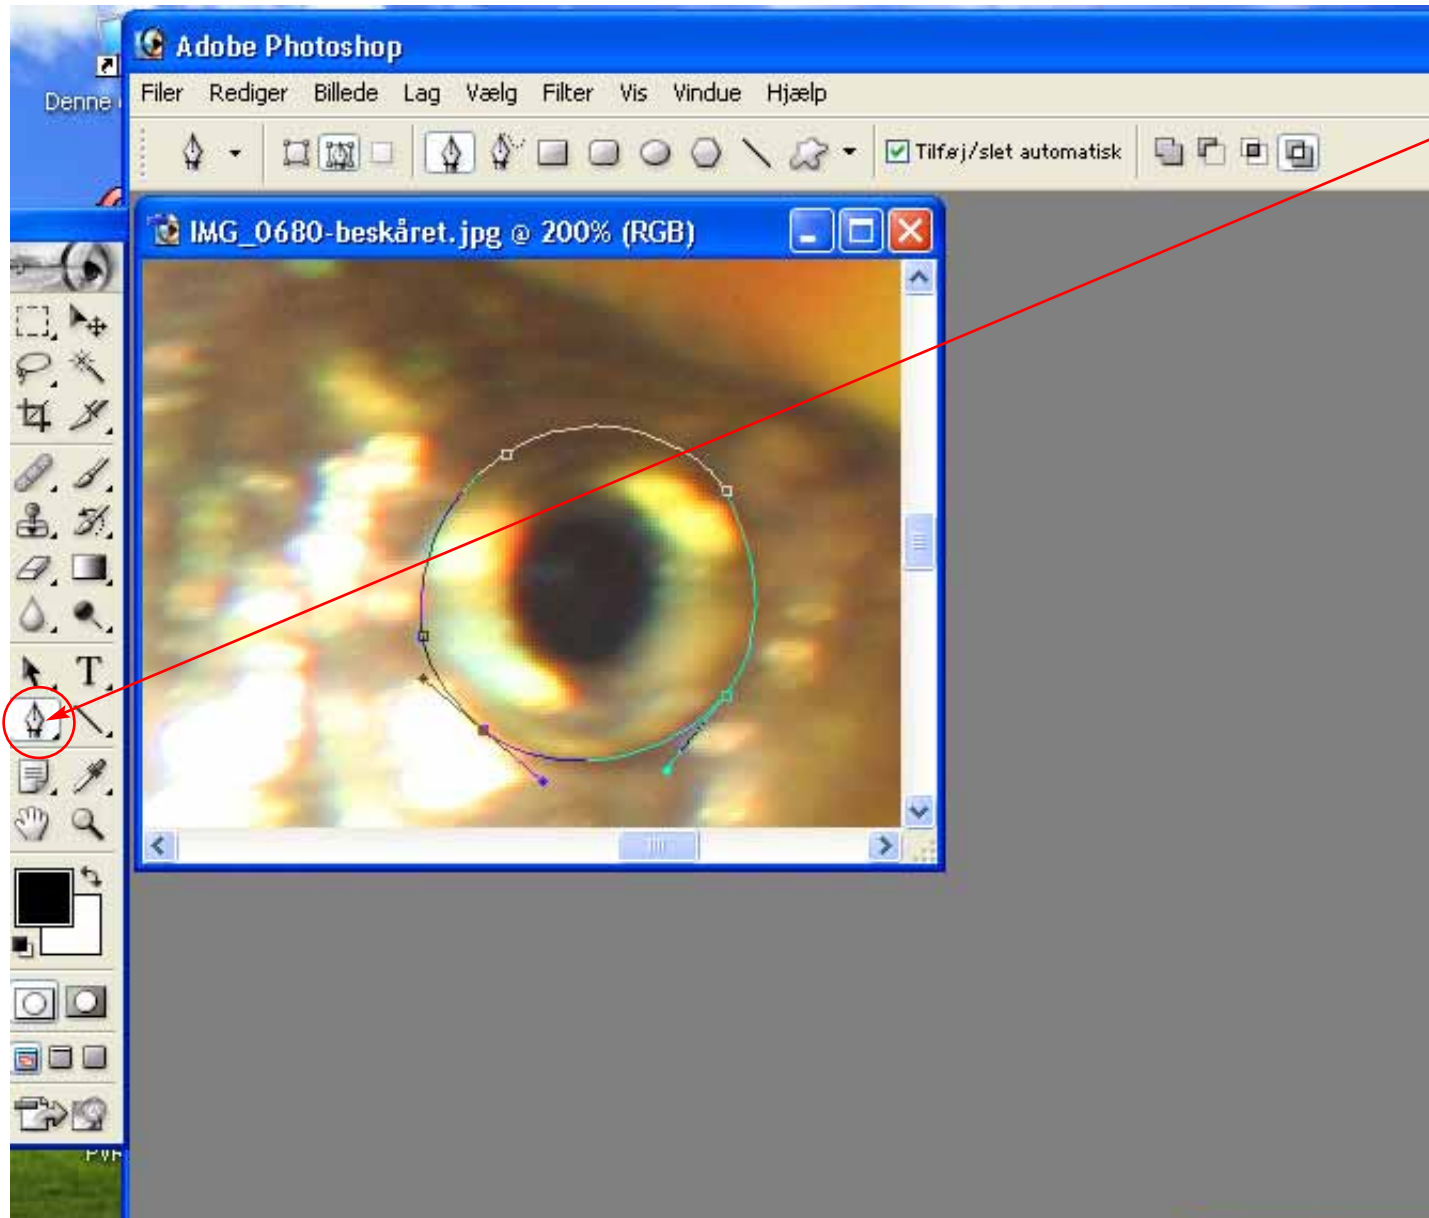 Adobe Photoshop
Denne
Filer Rediger Billede Lag Vælg Filter Vis Vindue Hjælp
Tilføj/slet automatisk
IMG_0680-beskåret.jpg @ 200% (RGB)
T